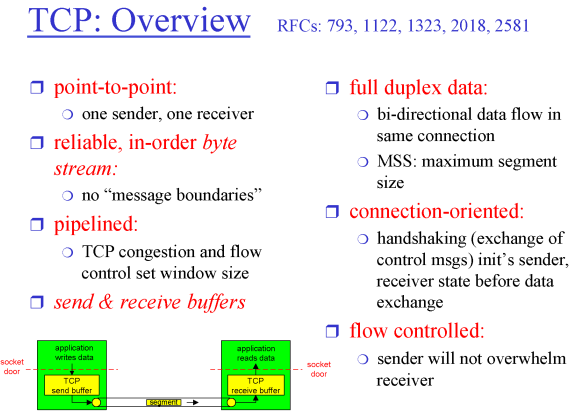 TCP: Overview RFCs: 793, 1122, 1323, 2018, 2581
point-to-point:
one sender, one receiver
reliable, in-order byte
stream:
no “message boundaries”
pipelined:
TCP congestion and flow
control set window size
send & receive buffers
full duplex data:
bi-directional data flow in
same connection
MSS: maximum segment
size
connection-oriented:
handshaking (exchange of
control msgs) init’s sender,
receiver state before data
exchange
flow controlled:
sender will not overwhelm
receiver
socket
door
application
writes data
TCP
send buffer
segment
application
reads data
TCP
receive buffer
socket
door